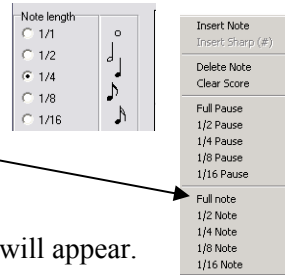 Note length
1/1
1/2
1/4
1/8
1/16
Insert Note
Insert Sharp (#)
Delete Note
Clear Score
Full Pause
1/2 Pause
1/4 Pause
1/8 Pause
1/16 Pause
Full note
1/2 Note
1/4 Note
1/8 Note
1/16 Note
will appear.